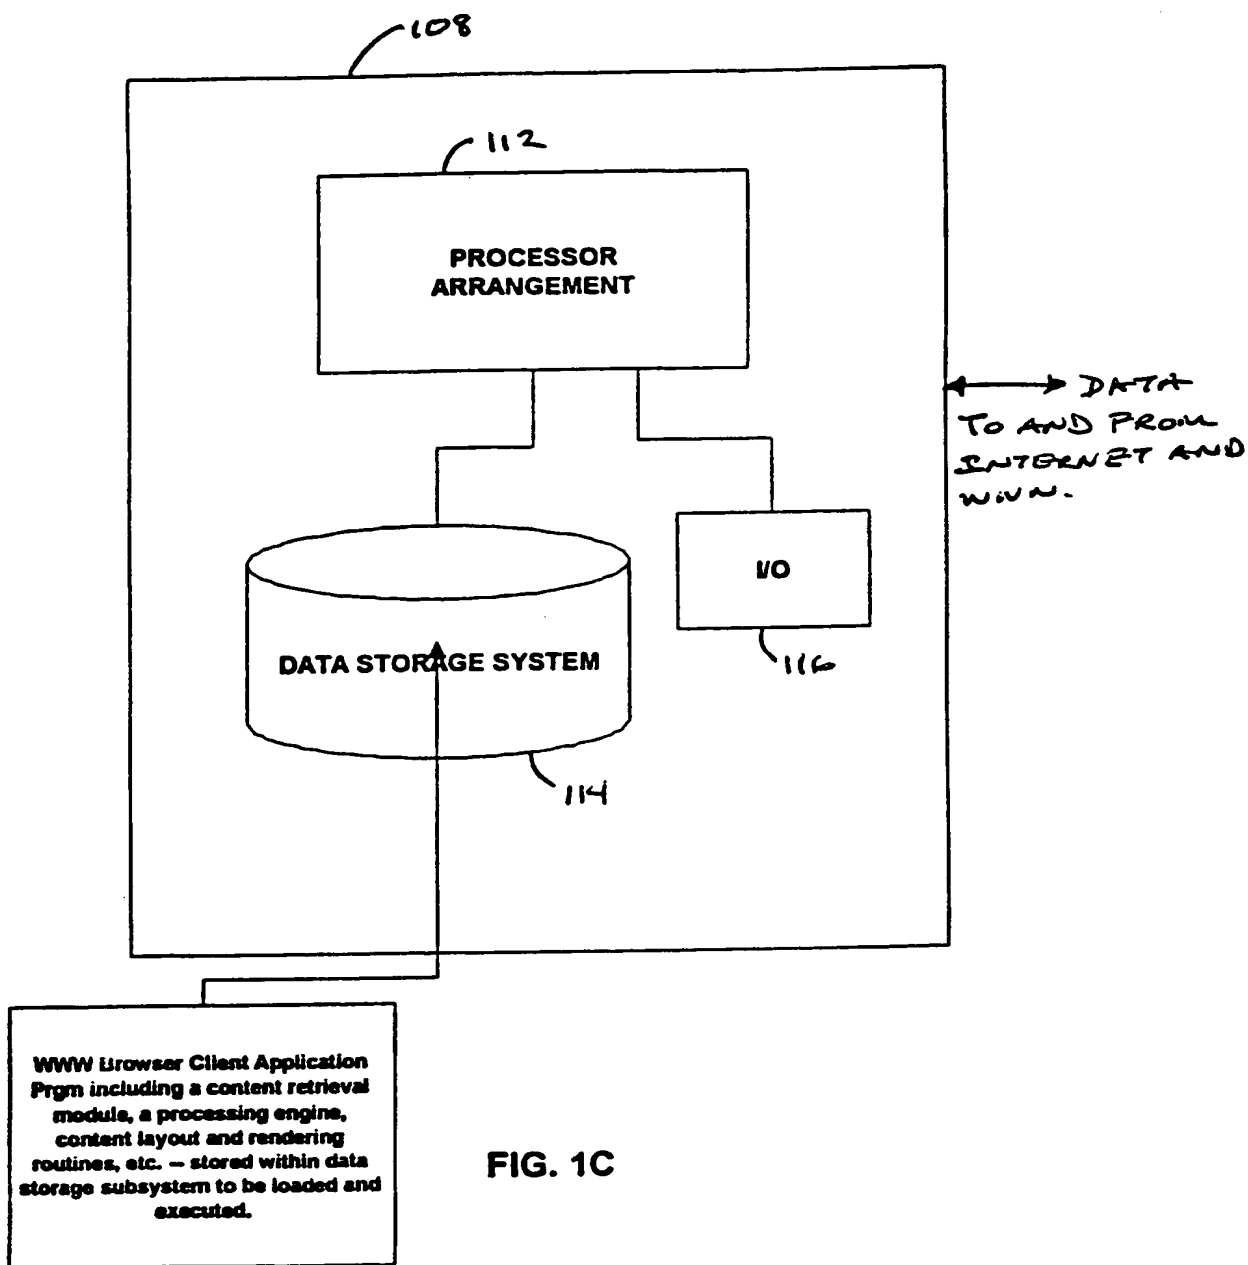 108
112
PROCESSOR
ARRANGEMENT
DATA
TO AND FROM
INTERNET AND
I/O
116
DATA STORAGE SYSTEM
114
WWW Browser Client Application
Prgm including a content retrieval
module, a processing engine,
content layout and rendering
routines, etc. – stored within data
storage subsystem to be loaded and
executed.
FIG. 1C